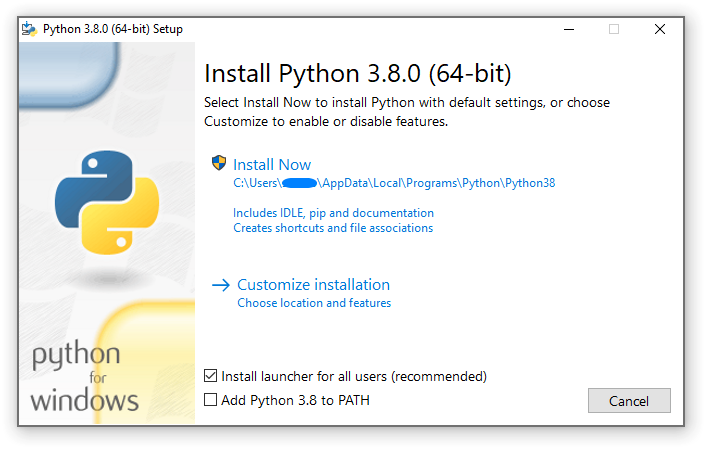 Python 3.8.0 (64-bit) Setup
Install Python 3.8.0 (64-bit)
Select Install Now to install Python with default settings, or choose
Customize to enable or disable features.
Install Now
C:\Users\ \AppData\Local\Programs\Python\Python38
Includes IDLE, pip and documentation
Creates shortcuts and file associations
Customize installation
Choose location and features
python
for
windows
Install launcher for all users (recommended)
Add Python 3.8 to PATH
Cancel